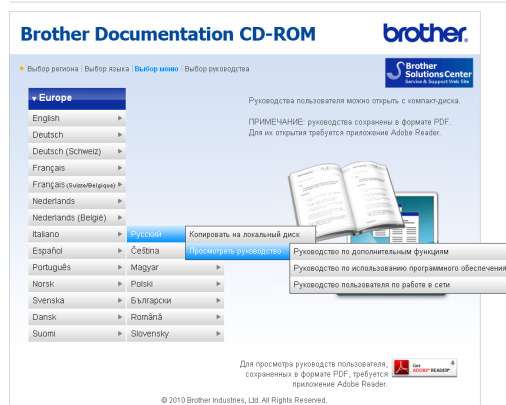 Brother Documentation CD-ROM
brother.
Выбор региона | Выбор языка | Выбор меню | Выбор руководства
Brother
Solutions Center
Service & Support Web Site
Europe
Руководства пользователя можно открыть с компакт-диска.
ПРИМЕЧАНИЕ: руководства сохранены в формате PDF.
Для их открытия требуется приложение Adobe Reader.
English
Deutsch
Deutsch (Schweiz)
Français
Français (Suisse/Belgique)
Nederlands
Nederlands (België)
Italiano
Español
Português
Norsk
Svenska
Dansk
Suomi
Русский
Čeština
Magyar
Polski
Български
Română
Slovensky
Копировать на локальный диск
Просмотреть руководство
Руководство по дополнительным функциям
Руководство по использованию программного обеспечения
Руководство пользователя по работе в сети
Для просмотра руководств пользователя,
сохраненных в формате PDF, требуется
приложение Adobe Reader.
Get
ADOBE® READER®
© 2010 Brother Industries, Ltd. All Rights Reserved.